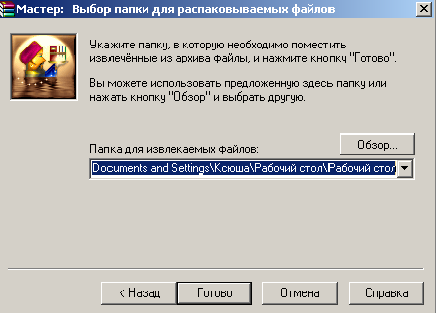 Мастер: Выбор папки для распаковываемых файлов
Укажите папку, в которую необходимо поместить
извлечённые из архива файлы, и нажмите кнопку "Готово".
Вы можете использовать предложенную здесь папку или
нажать кнопку "Обзор" и выбрать другую.
Папка для извлекаемых файлов:
Обзор...
Documents and Settings\Ксюша\Рабочий стол\Рабочий стол
< Назад
Готово
Отмена
Справка